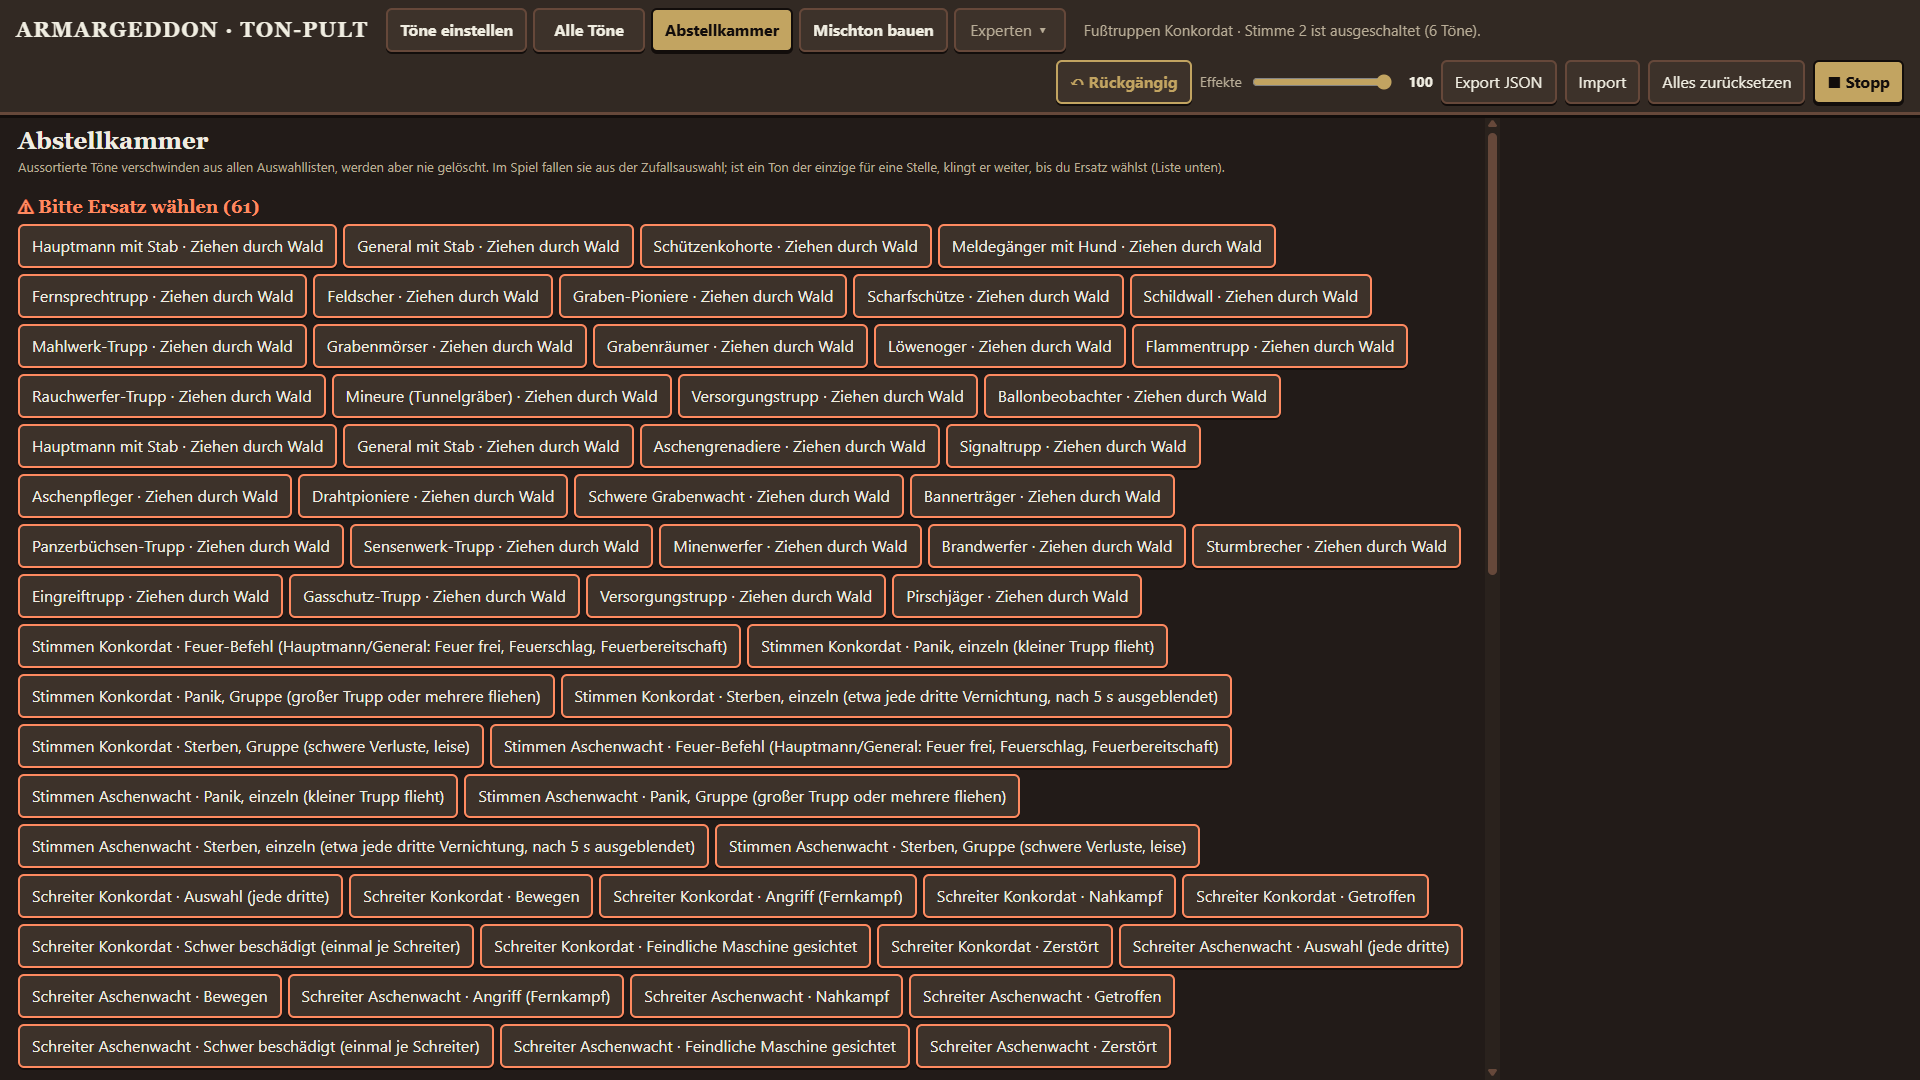 ARMARGEDDON · TON-PULT
Töne einstellen
Alle Töne
Abstellkammer
Mischton bauen
Experten ▼
Fußtruppen Konkordat · Stimme 2 ist ausgeschaltet (6 Töne).
↶ Rückgängig
Effekte
100
Export JSON
Import
Alles zurücksetzen
■ Stopp
Abstellkammer
Aussortierte Töne verschwinden aus allen Auswahllisten, werden aber nie gelöscht. Im Spiel fallen sie aus der Zufallsauswahl; ist ein Ton der einzige für eine Stelle, klingt er weiter, bis du Ersatz wählst (Liste unten).
⚠ Bitte Ersatz wählen (61)
Hauptmann mit Stab · Ziehen durch Wald
General mit Stab · Ziehen durch Wald
Schützenkohorte · Ziehen durch Wald
Meldegänger mit Hund · Ziehen durch Wald
Fernsprechtrupp · Ziehen durch Wald
Feldscher · Ziehen durch Wald
Graben-Pioniere · Ziehen durch Wald
Scharfschütze · Ziehen durch Wald
Schildwall · Ziehen durch Wald
Mahlwerk-Trupp · Ziehen durch Wald
Grabenmörser · Ziehen durch Wald
Grabenräumer · Ziehen durch Wald
Löwenoger · Ziehen durch Wald
Flammentrupp · Ziehen durch Wald
Rauchwerfer-Trupp · Ziehen durch Wald
Mineure (Tunnelgräber) · Ziehen durch Wald
Versorgungstrupp · Ziehen durch Wald
Ballonbeobachter · Ziehen durch Wald
Hauptmann mit Stab · Ziehen durch Wald
General mit Stab · Ziehen durch Wald
Aschengrenadiere · Ziehen durch Wald
Signaltrupp · Ziehen durch Wald
Aschenpfleger · Ziehen durch Wald
Drahtpioniere · Ziehen durch Wald
Schwere Grabenwacht · Ziehen durch Wald
Bannerträger · Ziehen durch Wald
Panzerbüchsen-Trupp · Ziehen durch Wald
Sensenwerk-Trupp · Ziehen durch Wald
Minenwerfer · Ziehen durch Wald
Brandwerfer · Ziehen durch Wald
Sturmbrecher · Ziehen durch Wald
Eingreiftrupp · Ziehen durch Wald
Gasschutz-Trupp · Ziehen durch Wald
Versorgungstrupp · Ziehen durch Wald
Pirschjäger · Ziehen durch Wald
Stimmen Konkordat · Feuer-Befehl (Hauptmann/General: Feuer frei, Feuerschlag, Feuerbereitschaft)
Stimmen Konkordat · Panik, einzeln (kleiner Trupp flieht)
Stimmen Konkordat · Panik, Gruppe (großer Trupp oder mehrere fliehen)
Stimmen Konkordat · Sterben, einzeln (etwa jede dritte Vernichtung, nach 5 s ausgeblendet)
Stimmen Konkordat · Sterben, Gruppe (schwere Verluste, leise)
Stimmen Aschenwacht · Feuer-Befehl (Hauptmann/General: Feuer frei, Feuerschlag, Feuerbereitschaft)
Stimmen Aschenwacht · Panik, einzeln (kleiner Trupp flieht)
Stimmen Aschenwacht · Panik, Gruppe (großer Trupp oder mehrere fliehen)
Stimmen Aschenwacht · Sterben, einzeln (etwa jede dritte Vernichtung, nach 5 s ausgeblendet)
Stimmen Aschenwacht · Sterben, Gruppe (schwere Verluste, leise)
Schreiter Konkordat · Auswahl (jede dritte)
Schreiter Konkordat · Bewegen
Schreiter Konkordat · Angriff (Fernkampf)
Schreiter Konkordat · Nahkampf
Schreiter Konkordat · Getroffen
Schreiter Konkordat · Schwer beschädigt (einmal je Schreiter)
Schreiter Konkordat · Feindliche Maschine gesichtet
Schreiter Konkordat · Zerstört
Schreiter Aschenwacht · Auswahl (jede dritte)
Schreiter Aschenwacht · Bewegen
Schreiter Aschenwacht · Angriff (Fernkampf)
Schreiter Aschenwacht · Nahkampf
Schreiter Aschenwacht · Getroffen
Schreiter Aschenwacht · Schwer beschädigt (einmal je Schreiter)
Schreiter Aschenwacht · Feindliche Maschine gesichtet
Schreiter Aschenwacht · Zerstört